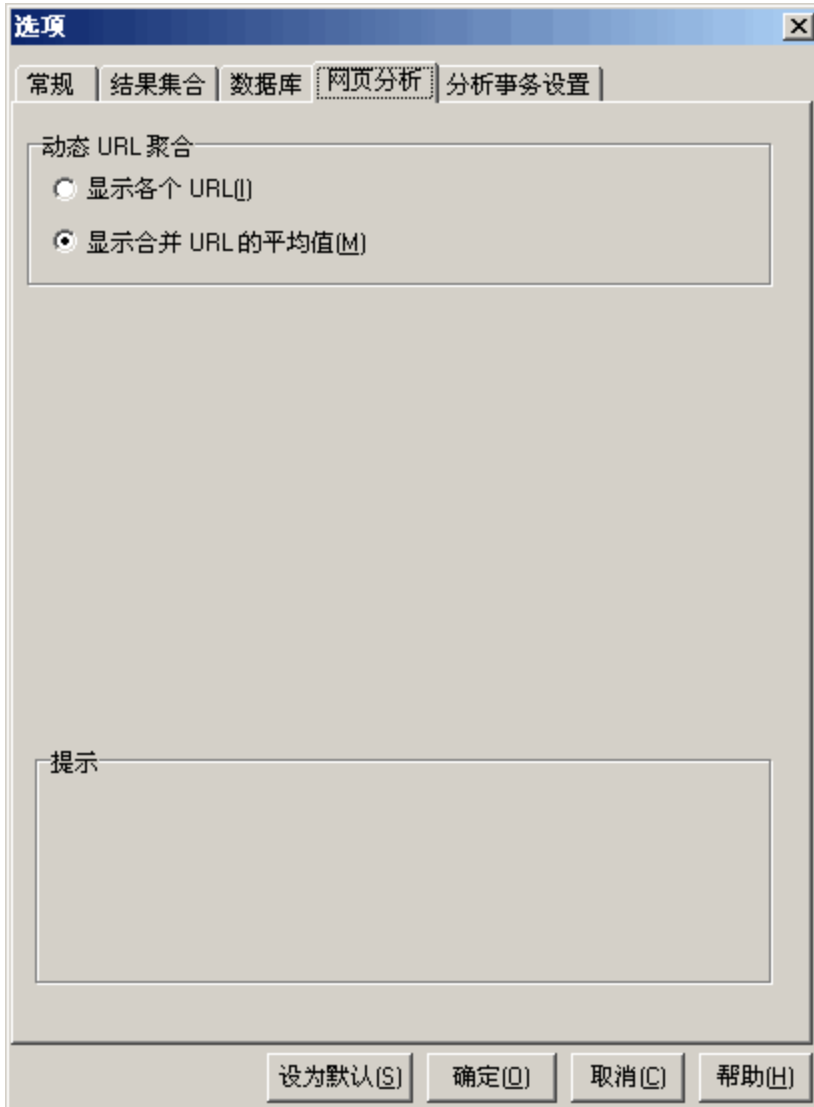 选项
常规 结果集合 数据库 网页分析 分析事务设置
动态 URL 聚合
显示各个 URL(I)
显示合并 URL 的平均值(M)
提示
设为默认(S) 确定(O) 取消(C) 帮助(H)